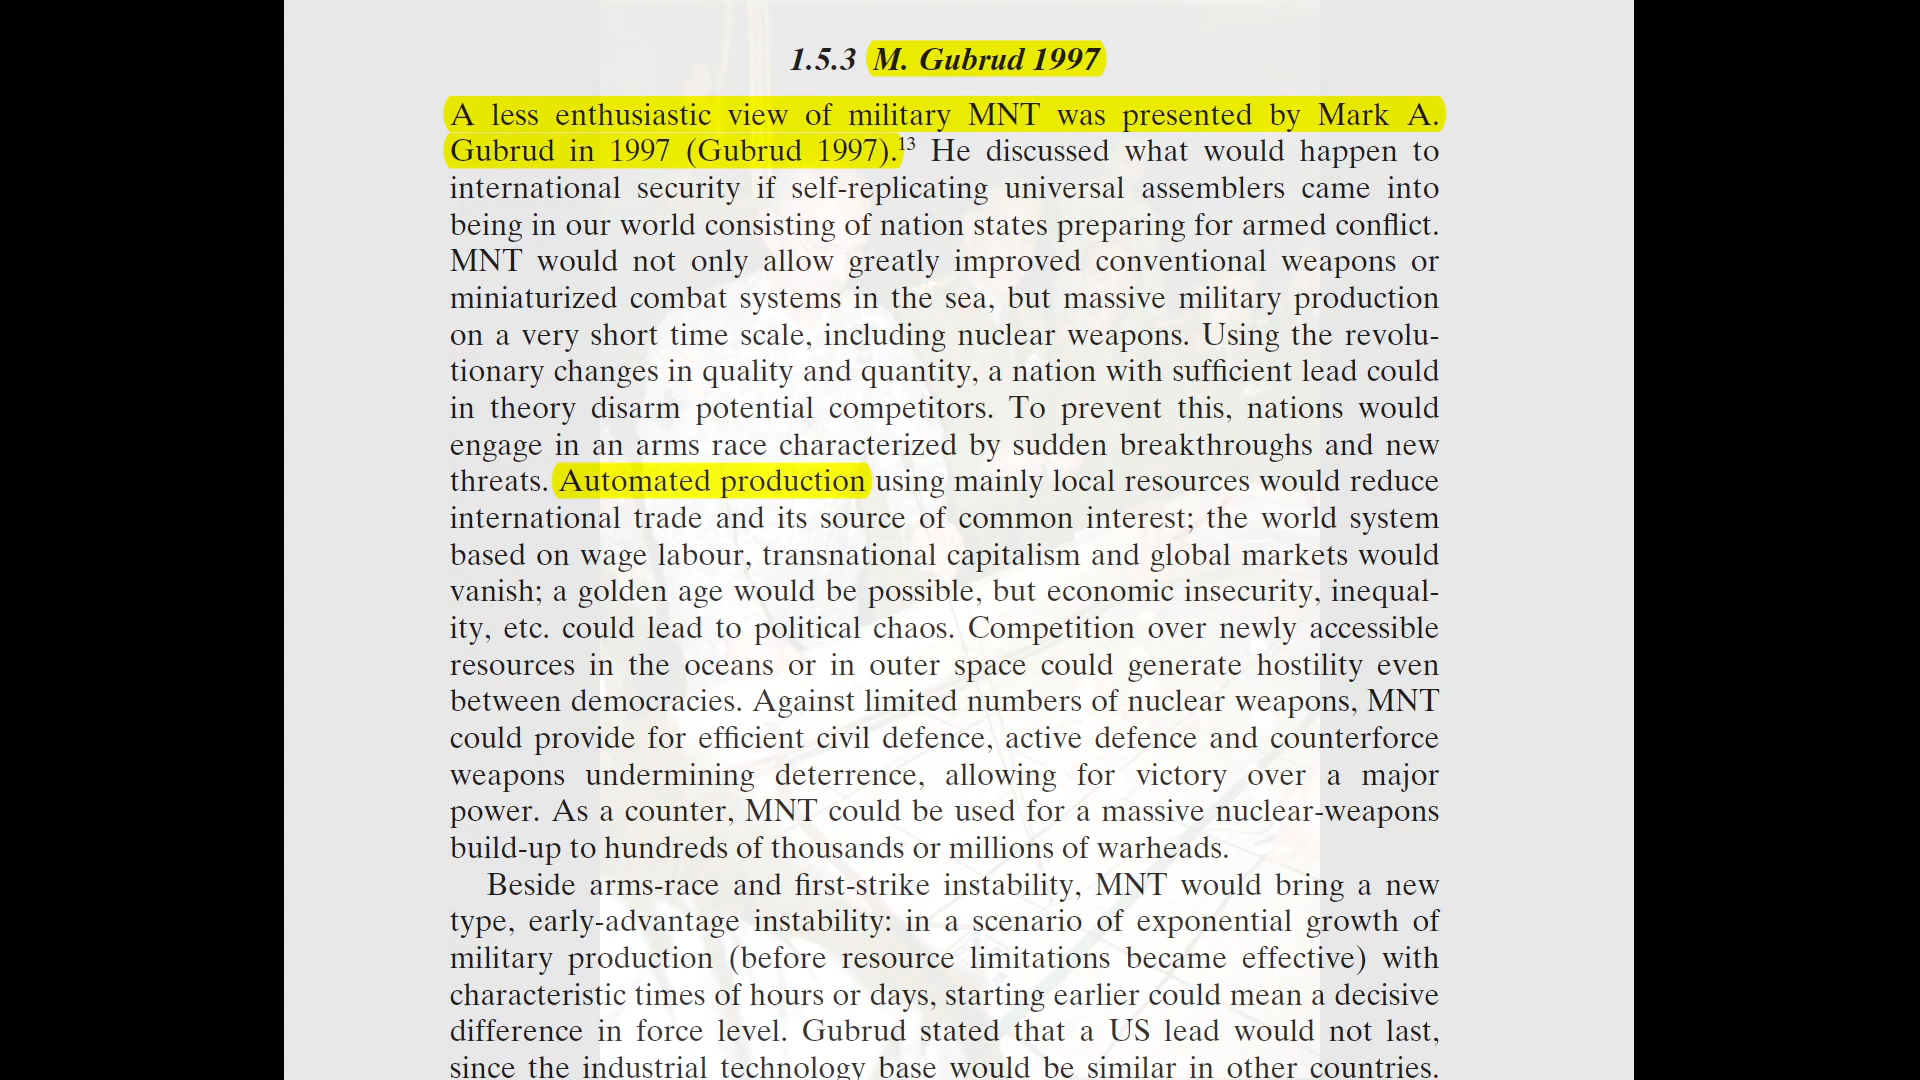 1.5.3 M. Gubrud 1997
A less enthusiastic view of military MNT was presented by Mark A.
Gubrud in 1997 (Gubrud 1997).13 He discussed what would happen to
international security if self-replicating universal assemblers came into
being in our world consisting of nation states preparing for armed conflict.
MNT would not only allow greatly improved conventional weapons or
miniaturized combat systems in the sea, but massive military production
on a very short time scale, including nuclear weapons. Using the revolu-
tionary changes in quality and quantity, a nation with sufficient lead could
in theory disarm potential competitors. To prevent this, nations would
engage in an arms race characterized by sudden breakthroughs and new
threats. Automated production using mainly local resources would reduce
international trade and its source of common interest; the world system
based on wage labour, transnational capitalism and global markets would
vanish; a golden age would be possible, but economic insecurity, inequal-
ity, etc. could lead to political chaos. Competition over newly accessible
resources in the oceans or in outer space could generate hostility even
between democracies. Against limited numbers of nuclear weapons, MNT
could provide for efficient civil defence, active defence and counterforce
weapons undermining deterrence, allowing for victory over a major
power. As a counter, MNT could be used for a massive nuclear-weapons
build-up to hundreds of thousands or millions of warheads.
Beside arms-race and first-strike instability, MNT would bring a new
type, early-advantage instability: in a scenario of exponential growth of
military production (before resource limitations became effective) with
characteristic times of hours or days, starting earlier could mean a decisive
difference in force level. Gubrud stated that a US lead would not last,
since the industrial technology base would be similar in other countries.